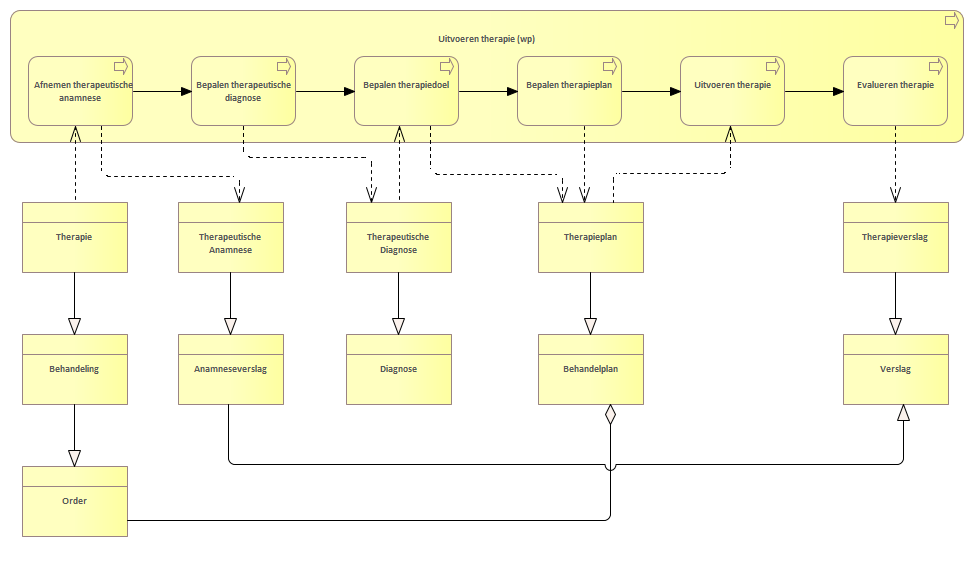 Uitvoeren therapie (wp)
Afnemen therapeutische
anamnese
Bepalen therapeutische
diagnose
Bepalen therapiedoel
Bepalen therapieplan
Uitvoeren therapie
Evalueren therapie
Therapie
Therapeutische
Anamnese
Therapeutische
Diagnose
Therapieplan
Therapieverslag
Behandeling
Anamneseverslag
Diagnose
Behandelplan
Verslag
Order